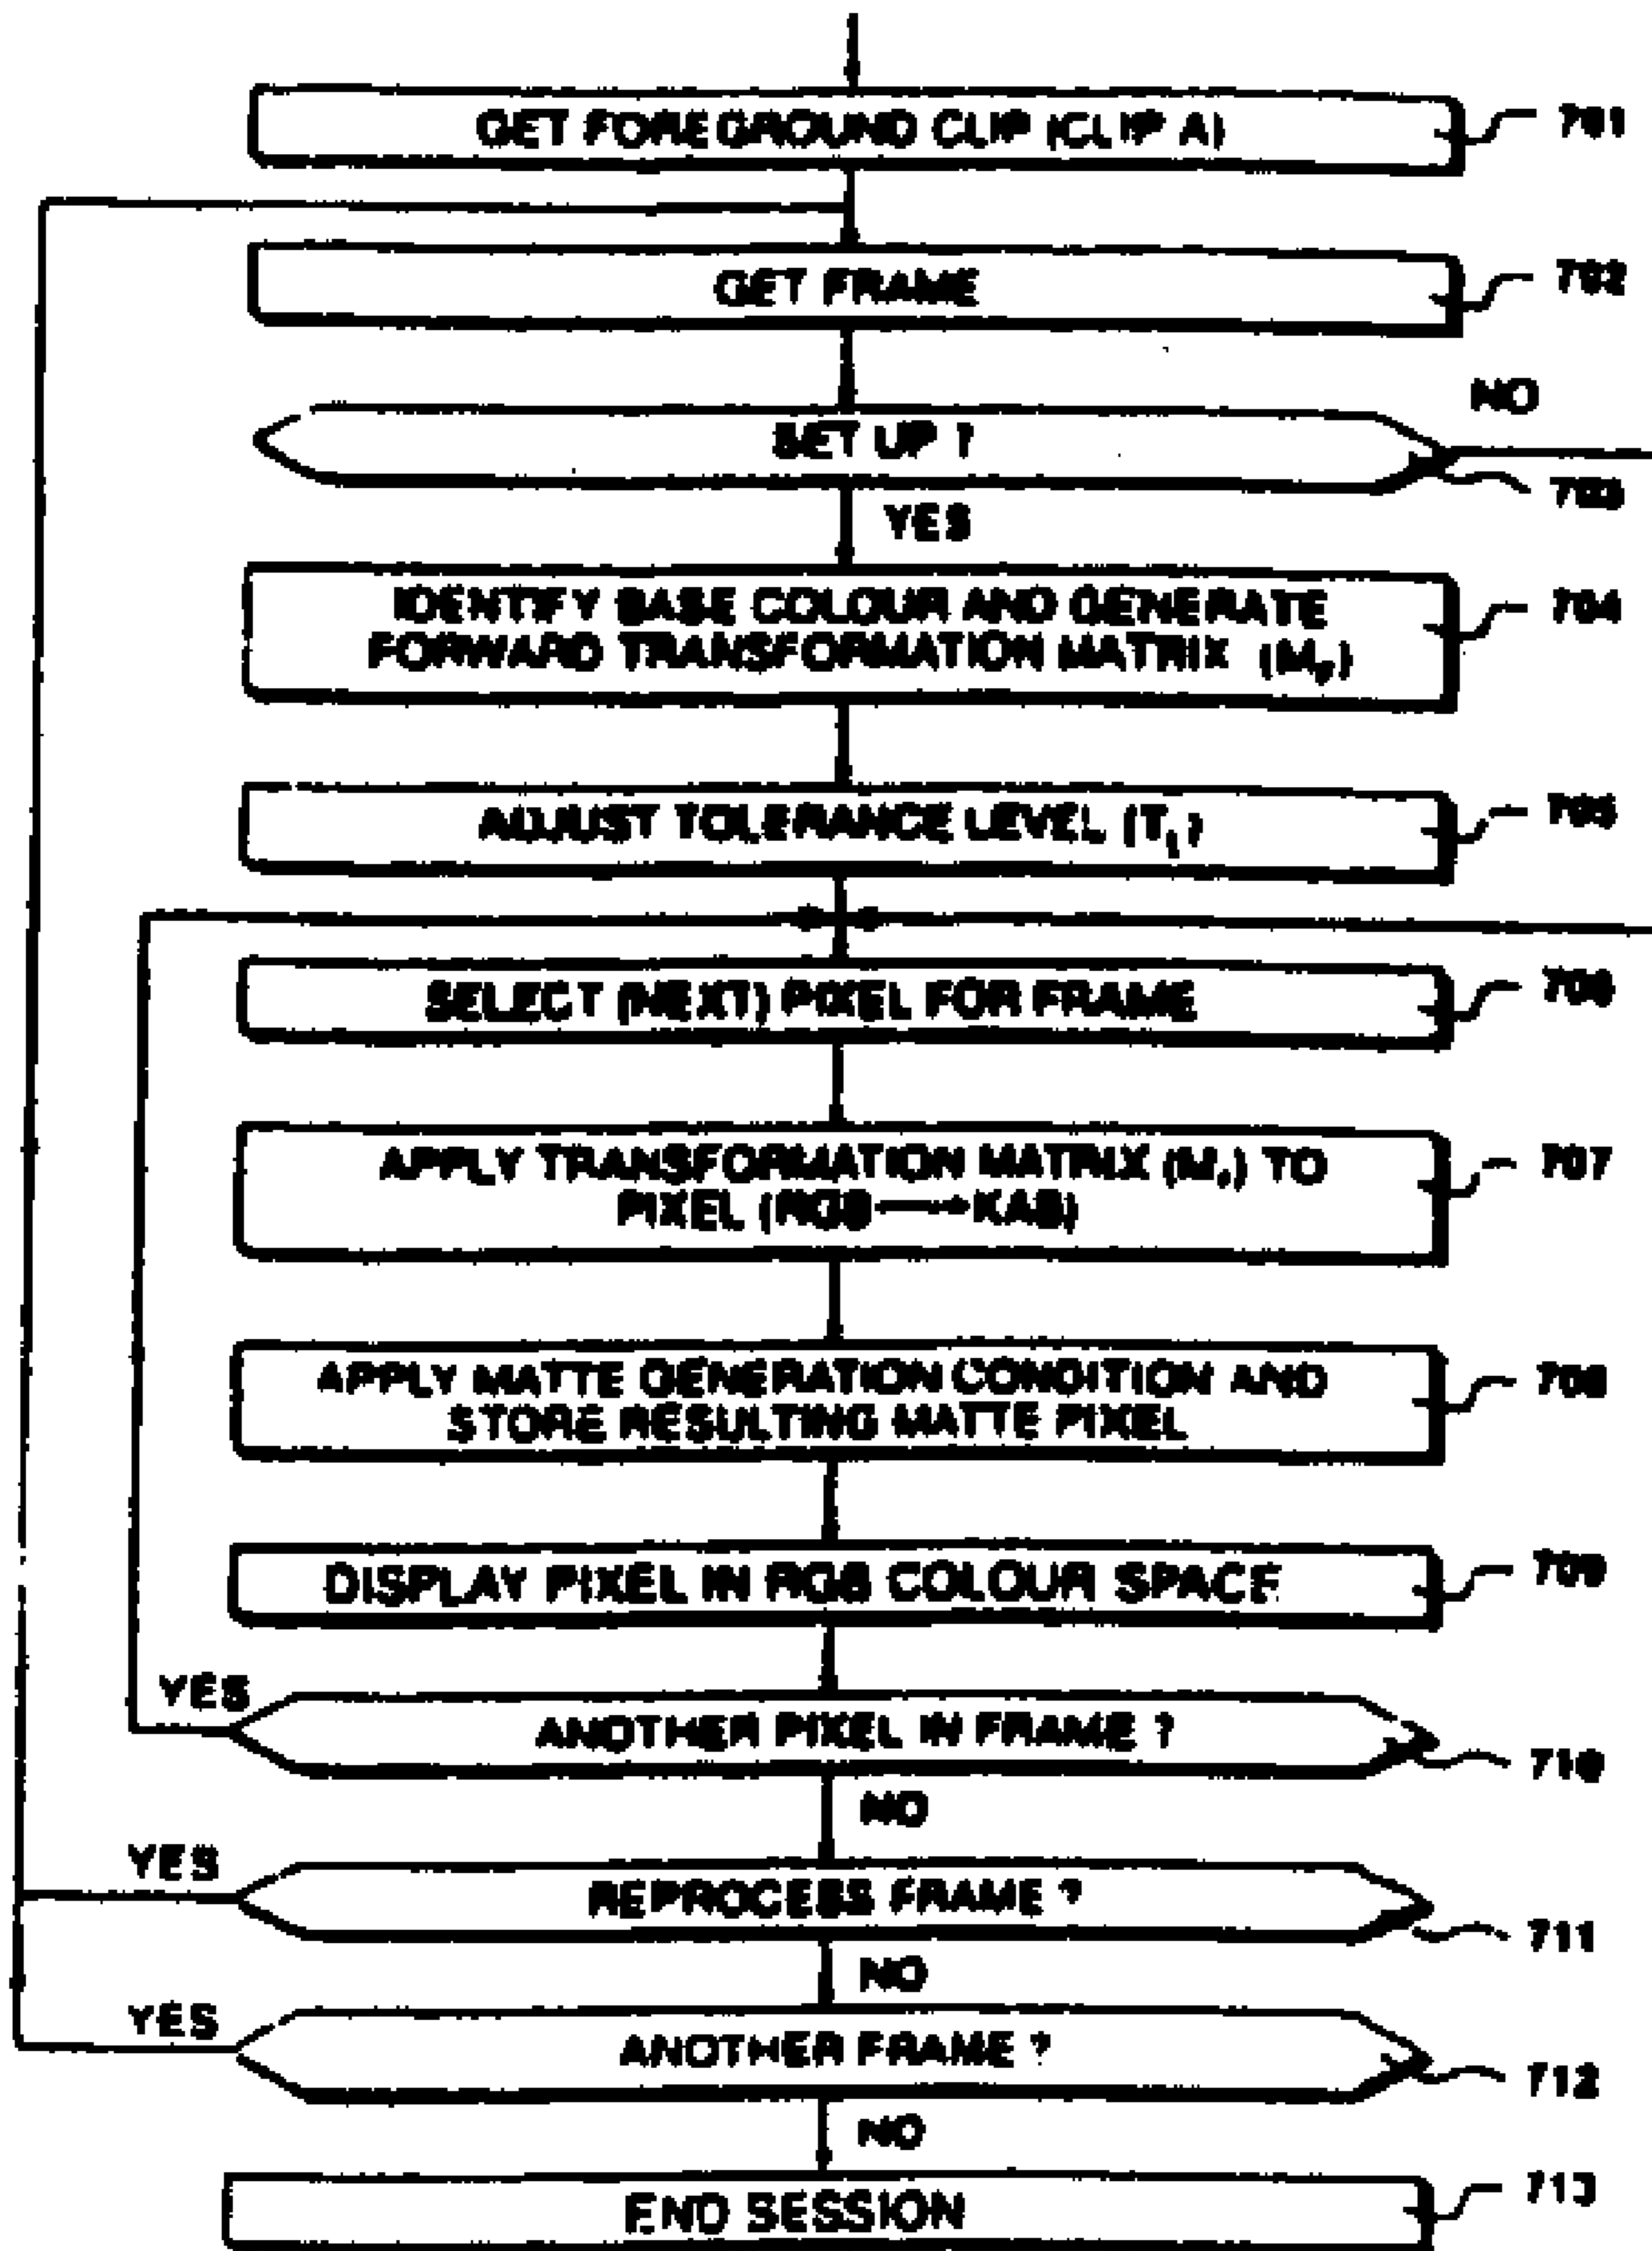 GET FOREGROUND CLIP (CLIP A)
701
GET FRAME
702
NO
SET UP ?
703
YES
IDENTIFY BASE COLOUR AND GENERATE
FORWARD TRANSFORMATION MATRIX (MF)
704
ADJUST TOLERANCE LEVEL (TL)
705
SELECT (NEXT) PIXEL FOR FRAME
706
APPLY TRANSFORMATION MATRIX (MF) TO
PIXEL (RGB→KAB)
707
APPLY MATTE GENERATION CONDITION AND
STORE RESULTING MATTE PIXEL
708
DISPLAY PIXEL IN RGB COLOUR SPACE
709
YES
ANOTHER PIXEL IN FRAME ?
710
NO
YES
REPROCESS FRAME ?
711
NO
YES
ANOTHER FRAME ?
712
NO
END SESSION
713